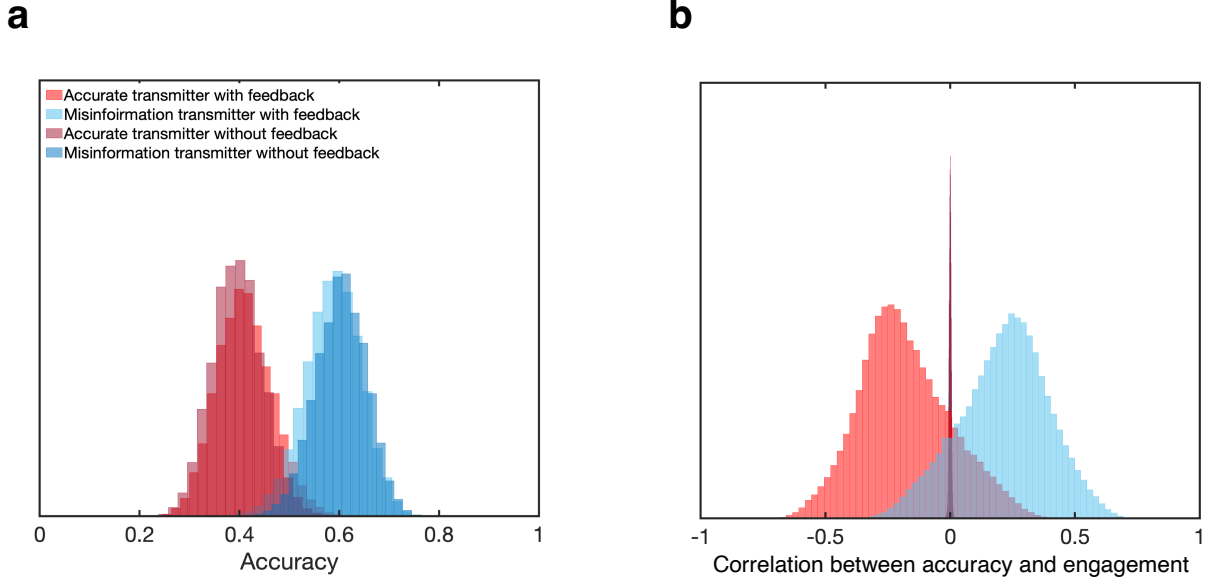 a
b
Accurate transmitter with feedback
Misinfoirmation transmitter with feedback
Accurate transmitter without feedback
Misinformation transmitter without feedback
0 0.2 0.4 0.6 0.8 1
Accuracy
-1 -0.5 0 0.5 1
Correlation between accuracy and engagement